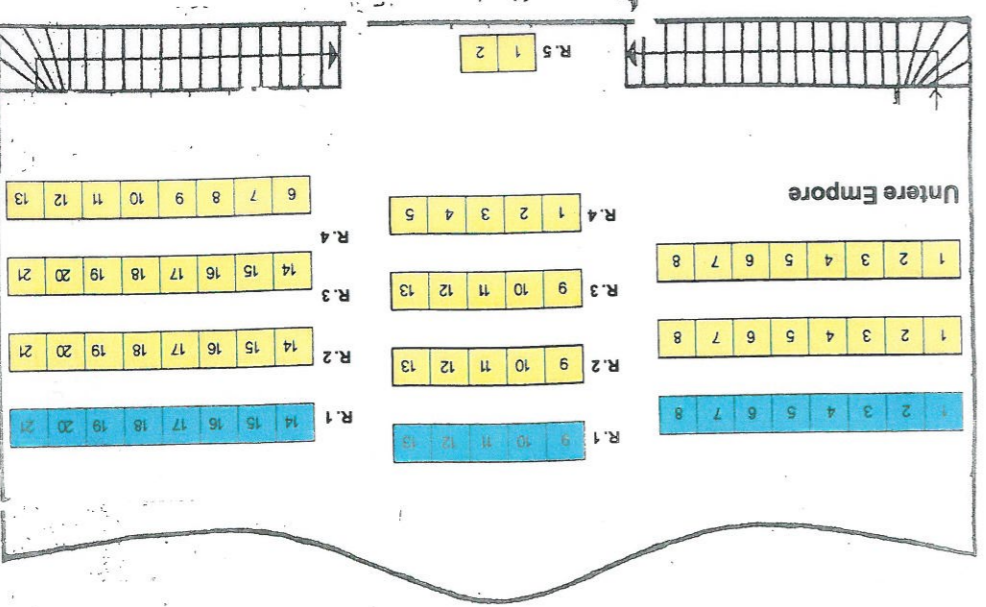 1 2 3 4 5 6 7 8 R.1 9 10 11 12 13 R.1 14 15 16 17 18 19 20 21
1 2 3 4 5 6 7 8 R.2 9 10 11 12 13 R.2 14 15 16 17 18 19 20 21
1 2 3 4 5 6 7 8 R.3 9 10 11 12 13 R.3 14 15 16 17 18 19 20 21
Untere Empore R.4 1 2 3 4 5 R.4 6 7 8 9 10 11 12 13
R.5 1 2